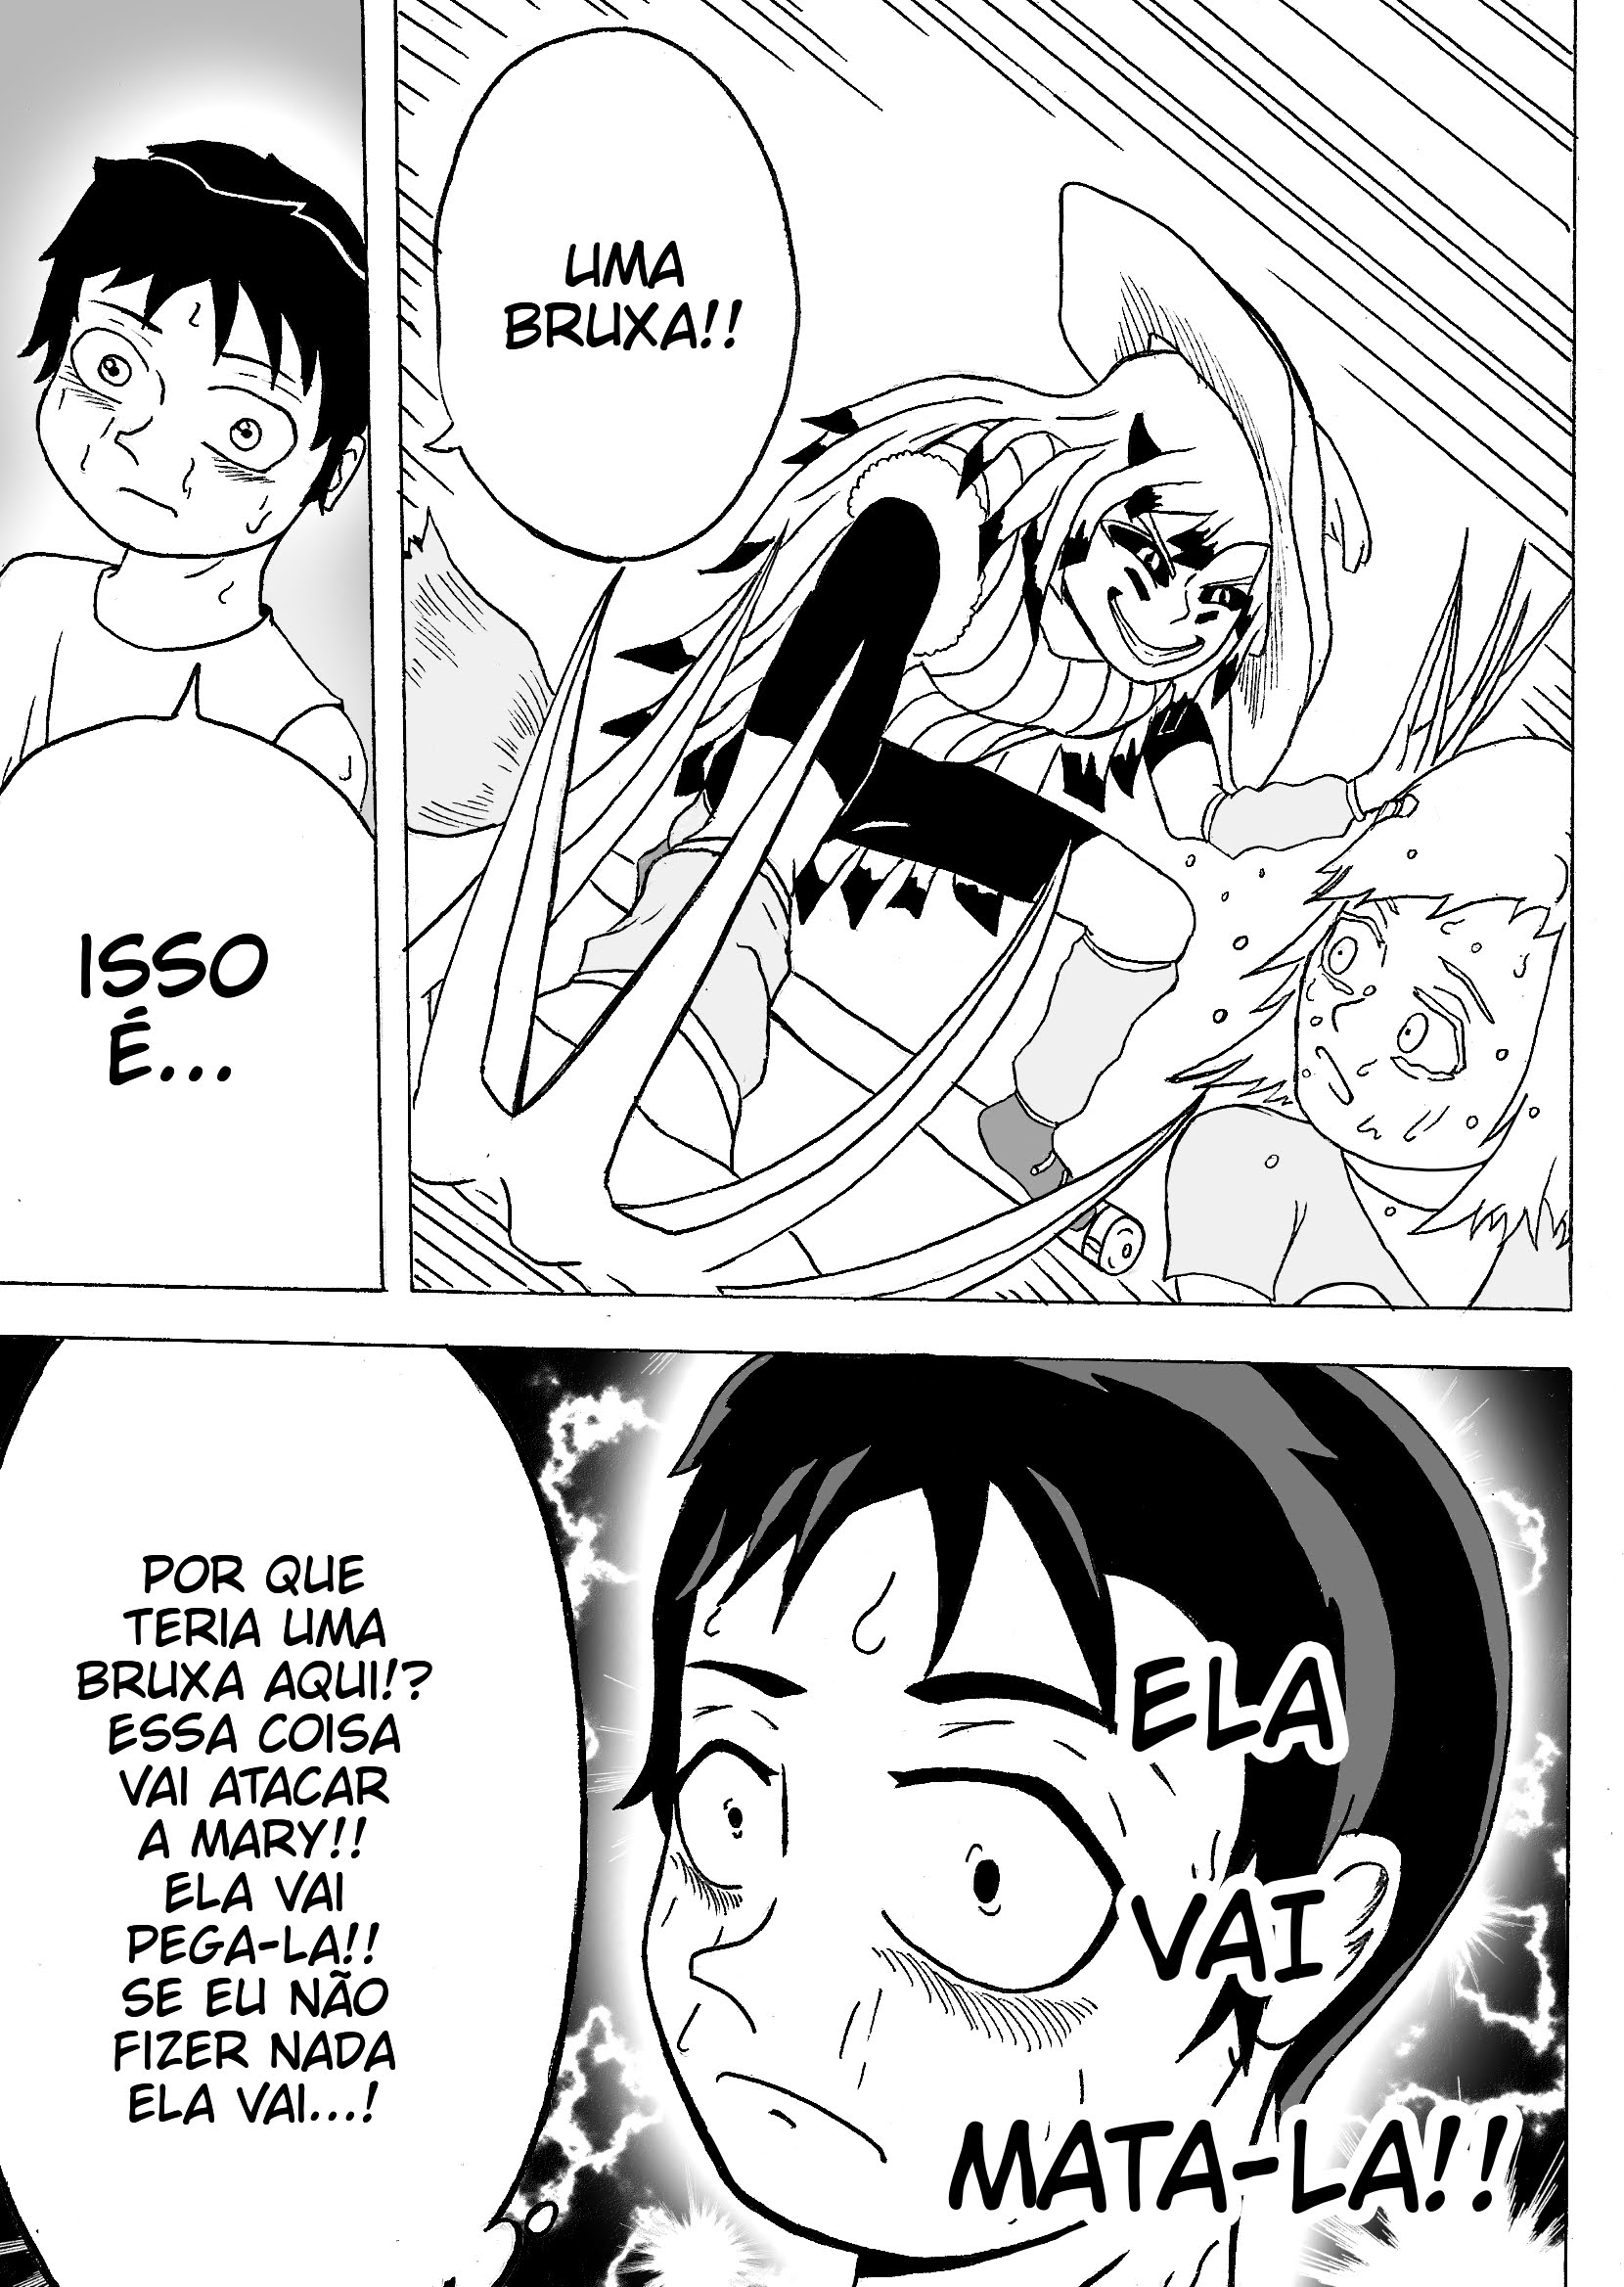 ISSO
É...
UMA
BRUXA!!
POR QUE
TERIA UMA
BRUXA AQUI!?
ESSA COISA
VAI ATACAR
A MARY!!
ELA VAI
PEGA-LA!!
SE EU NÃO
FIZER NADA
ELA VAI...!
ELA
VAI
MATA-LA!!